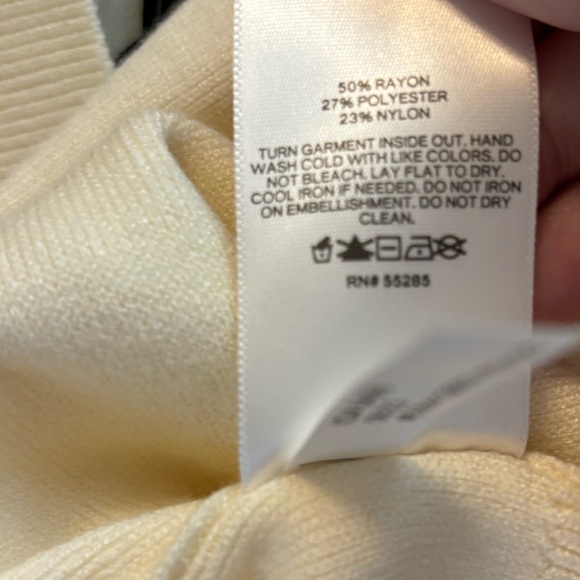 50% RAYON
27% POLYESTER
23% NYLON
TURN GARMENT INSIDE OUT. HAND
WASH COLD WITH LIKE COLORS. DO
NOT BLEACH. LAY FLAT TO DRY.
COOL IRON IF NEEDED. DO NOT IRON
ON EMBELLISHMENT. DO NOT DRY
CLEAN.
RN# 55285